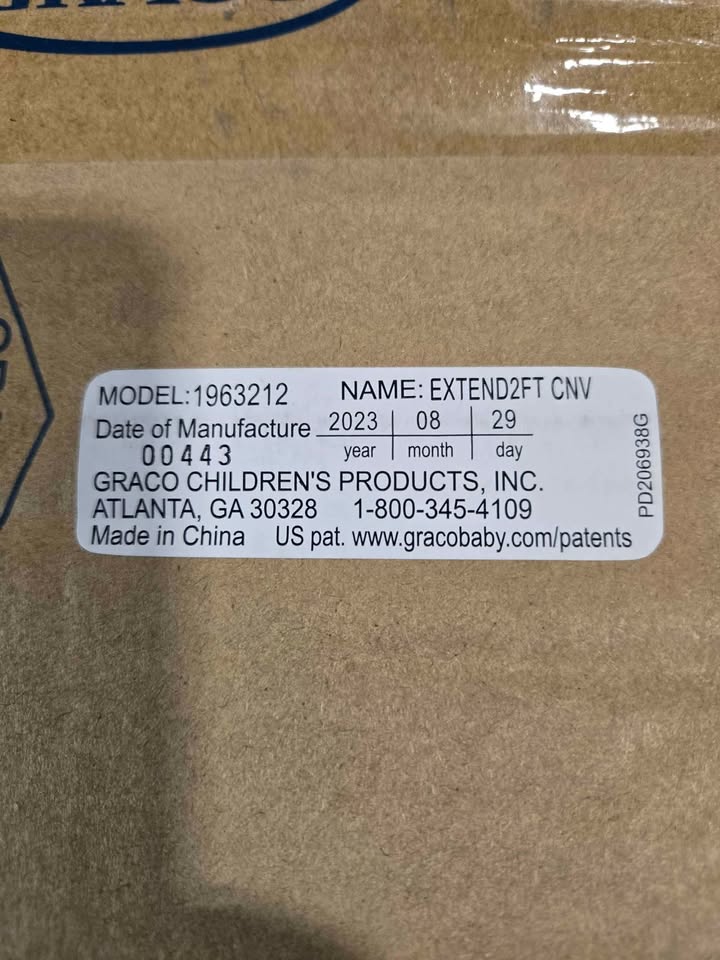 MODEL:1963212 NAME: EXTEND2FT CNV
Date of Manufacture 2023 08 29
year month day
00443
GRACO CHILDREN'S PRODUCTS, INC.
ATLANTA, GA 30328 1-800-345-4109
Made in China US pat. www.gracobaby.com/patents
PD206938G